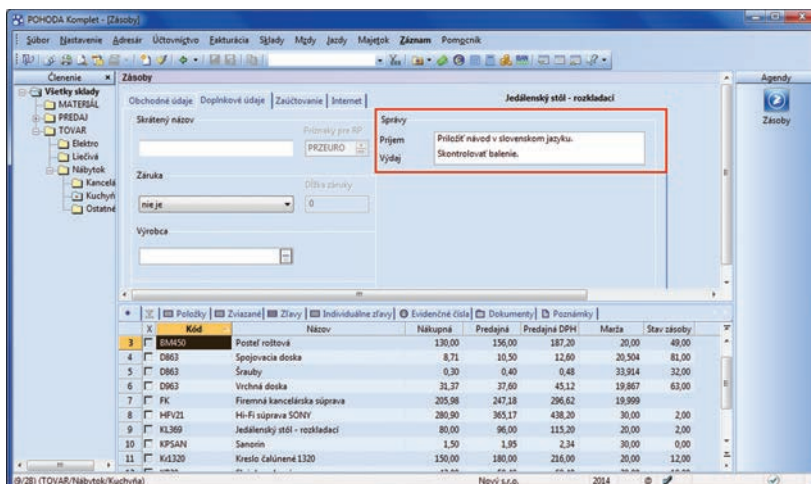 POHODA Komplet - [Zásoby]
Súbor Nastavenie Adresár Účtovníctvo Fakturácia Sklady Mzdy Jazdy Majetok Záznam Pomocník
Členenie
Zásoby
Agendy
Všetky sklady
MATERIÁL
PREDAJ
TOVAR
Elektro
Liečivá
Nábytok
Kancelá
Kuchyň
Ostatné
Obchodné údaje Doplnkové údaje Zaúčtovanie Internet
Jedálenský stôl - rozkladací
Zásoby
Skrátený názov
Príznaky pre RP
PRZEURO
Správy
Príjem Priložiť návod v slovenskom jazyku.
Výdaj Skontrolovať balenie.
Záruka
Dĺžka záruky
nie je
0
Výrobca
Položky Zviazané Zľavy Individuálne zľavy Evidenčné čísla Dokumenty Poznámky
X Kód Názov Nákupná Predajná Predajná DPH Marža Stav zásoby
3 BM450 Posteľ roštová 130,00 156,00 187,20 20,00 49,00
4 D863 Spojovacia doska 8,71 10,50 12,60 20,504 81,00
5 D863 Šrauby 0,30 0,40 0,48 33,914 32,00
6 D963 Vrchná doska 31,37 37,60 45,12 19,867 63,00
7 FK Firemná kancelárska súprava 205,98 247,18 296,62 19,999
8 HFV21 Hi-Fi súprava SONY 280,90 365,17 438,20 30,00 2,00
9 KL369 Jedálenský stôl - rozkladací 80,00 96,00 115,20 20,00 2,00
10 KPSAN Sanorin 1,50 1,95 2,34 30,00 0,00
11 Kr1320 Kreslo čalúnené 1320 150,00 180,00 216,00 20,00 12,00
(9/28) (TOVAR/Nábytok/Kuchyňa) Nový s.r.o. 2014